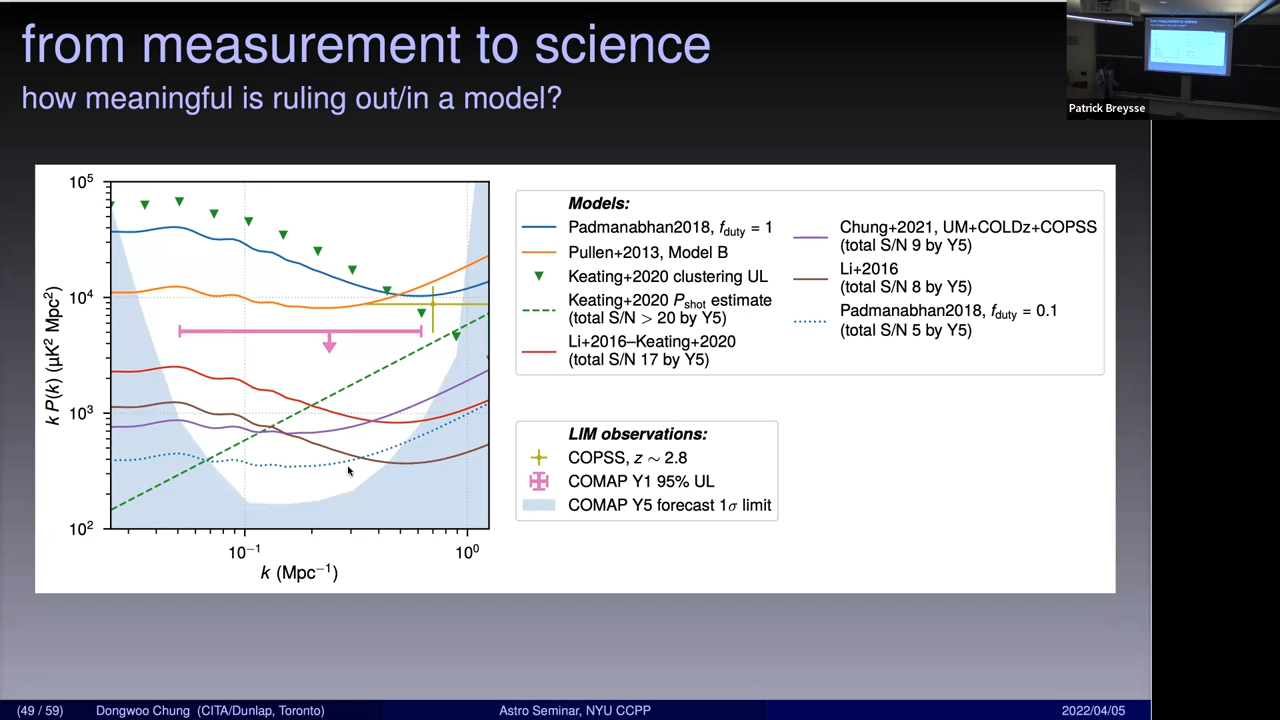 from measurement to science
how meaningful is ruling out/in a model?
Patrick Breysse
10⁵
10⁴
10³
10²
k P(k) (μK² Mpc²)
10⁻¹
10⁰
k (Mpc⁻¹)
Models:
Padmanabhan2018, f_duty = 1
Pullen+2013, Model B
Keating+2020 clustering UL
Keating+2020 P_shot estimate
(total S/N > 20 by Y5)
Li+2016–Keating+2020
(total S/N 17 by Y5)
Chung+2021, UM+COLDz+COPSS
(total S/N 9 by Y5)
Li+2016
(total S/N 8 by Y5)
Padmanabhan2018, f_duty = 0.1
(total S/N 5 by Y5)
LIM observations:
COPSS, z ∼ 2.8
COMAP Y1 95% UL
COMAP Y5 forecast 1σ limit
(49 / 59) Dongwoo Chung (CITA/Dunlap, Toronto) Astro Seminar, NYU CCPP 2022/04/05